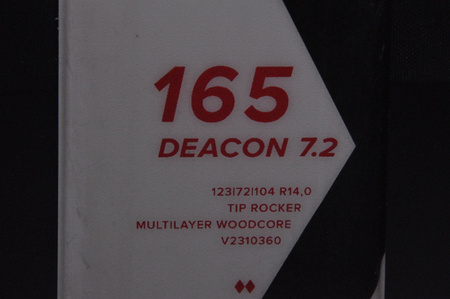 165
DEACON 7.2
123|72|104 R14,0
TIP ROCKER
MULTILAYER WOODCORE
V2310360